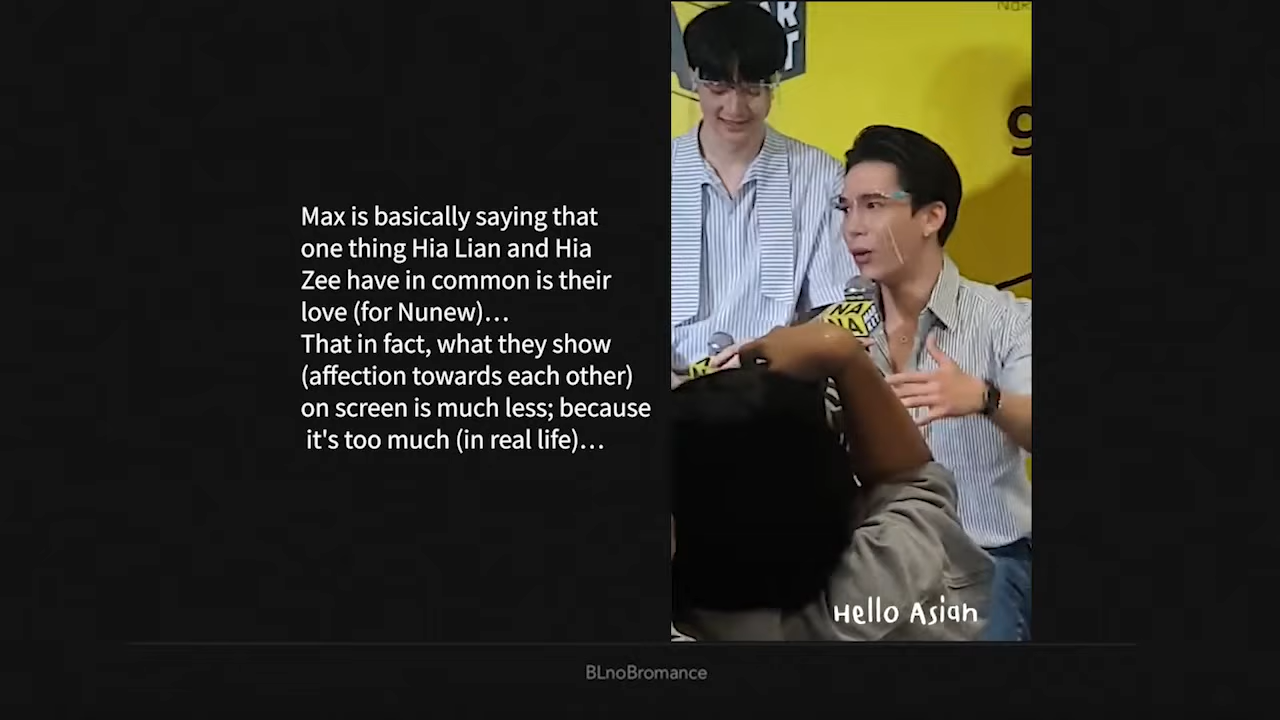 Max is basically saying that
one thing Hia Lian and Hia
Zee have in common is their
love (for Nunew)…
That in fact, what they show
(affection towards each other)
on screen is much less; because
it's too much (in real life)…
NA
NA
Hello Asian
BLnoBromance